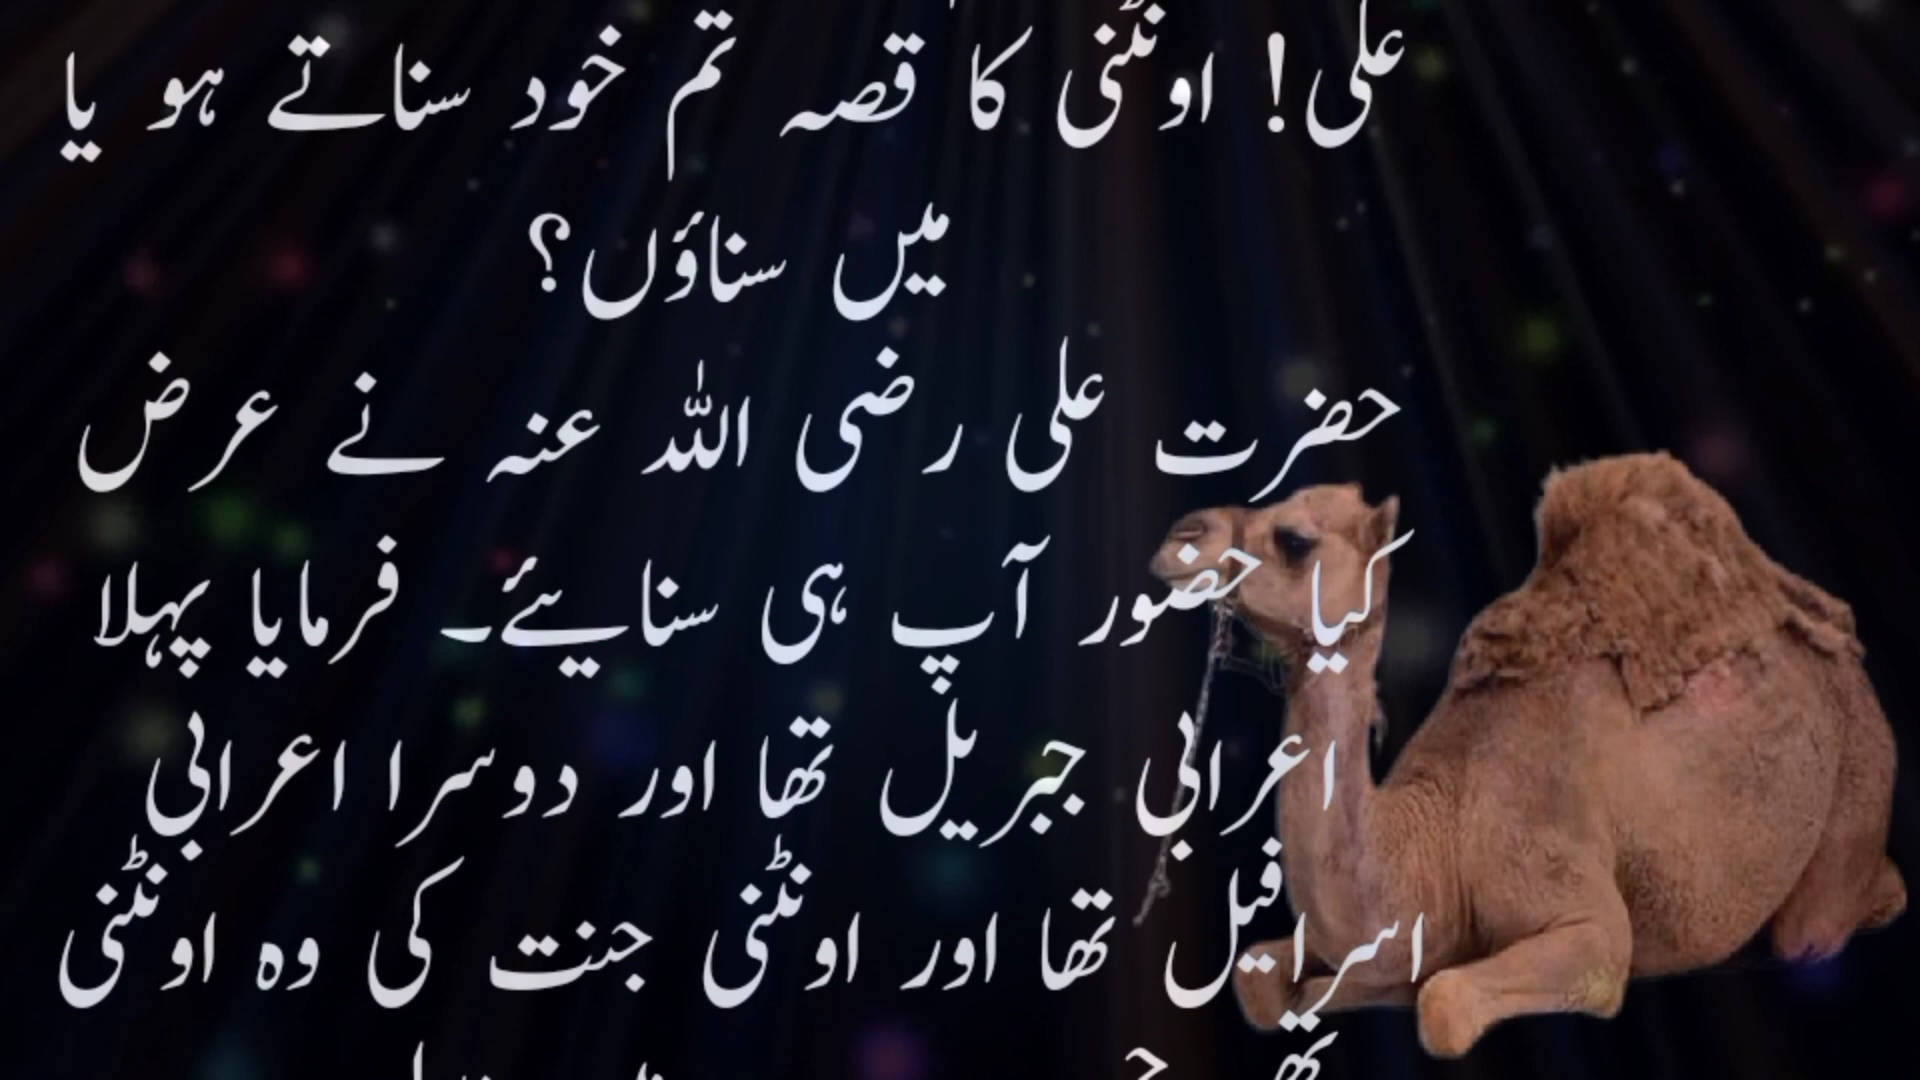 علی! اونٹنی کا قصہ تم خود سناتے ہو یا
میں سناؤں؟
حضرت علی رضی اللہ عنہ نے عرض
کیا حضور آپ ہی سنایئے۔ فرمایا پہلا
اعرابی جبریل تھا اور دوسرا اعرابی
اسرافیل تھا اور اونٹنی جنت کی وہ اونٹنی